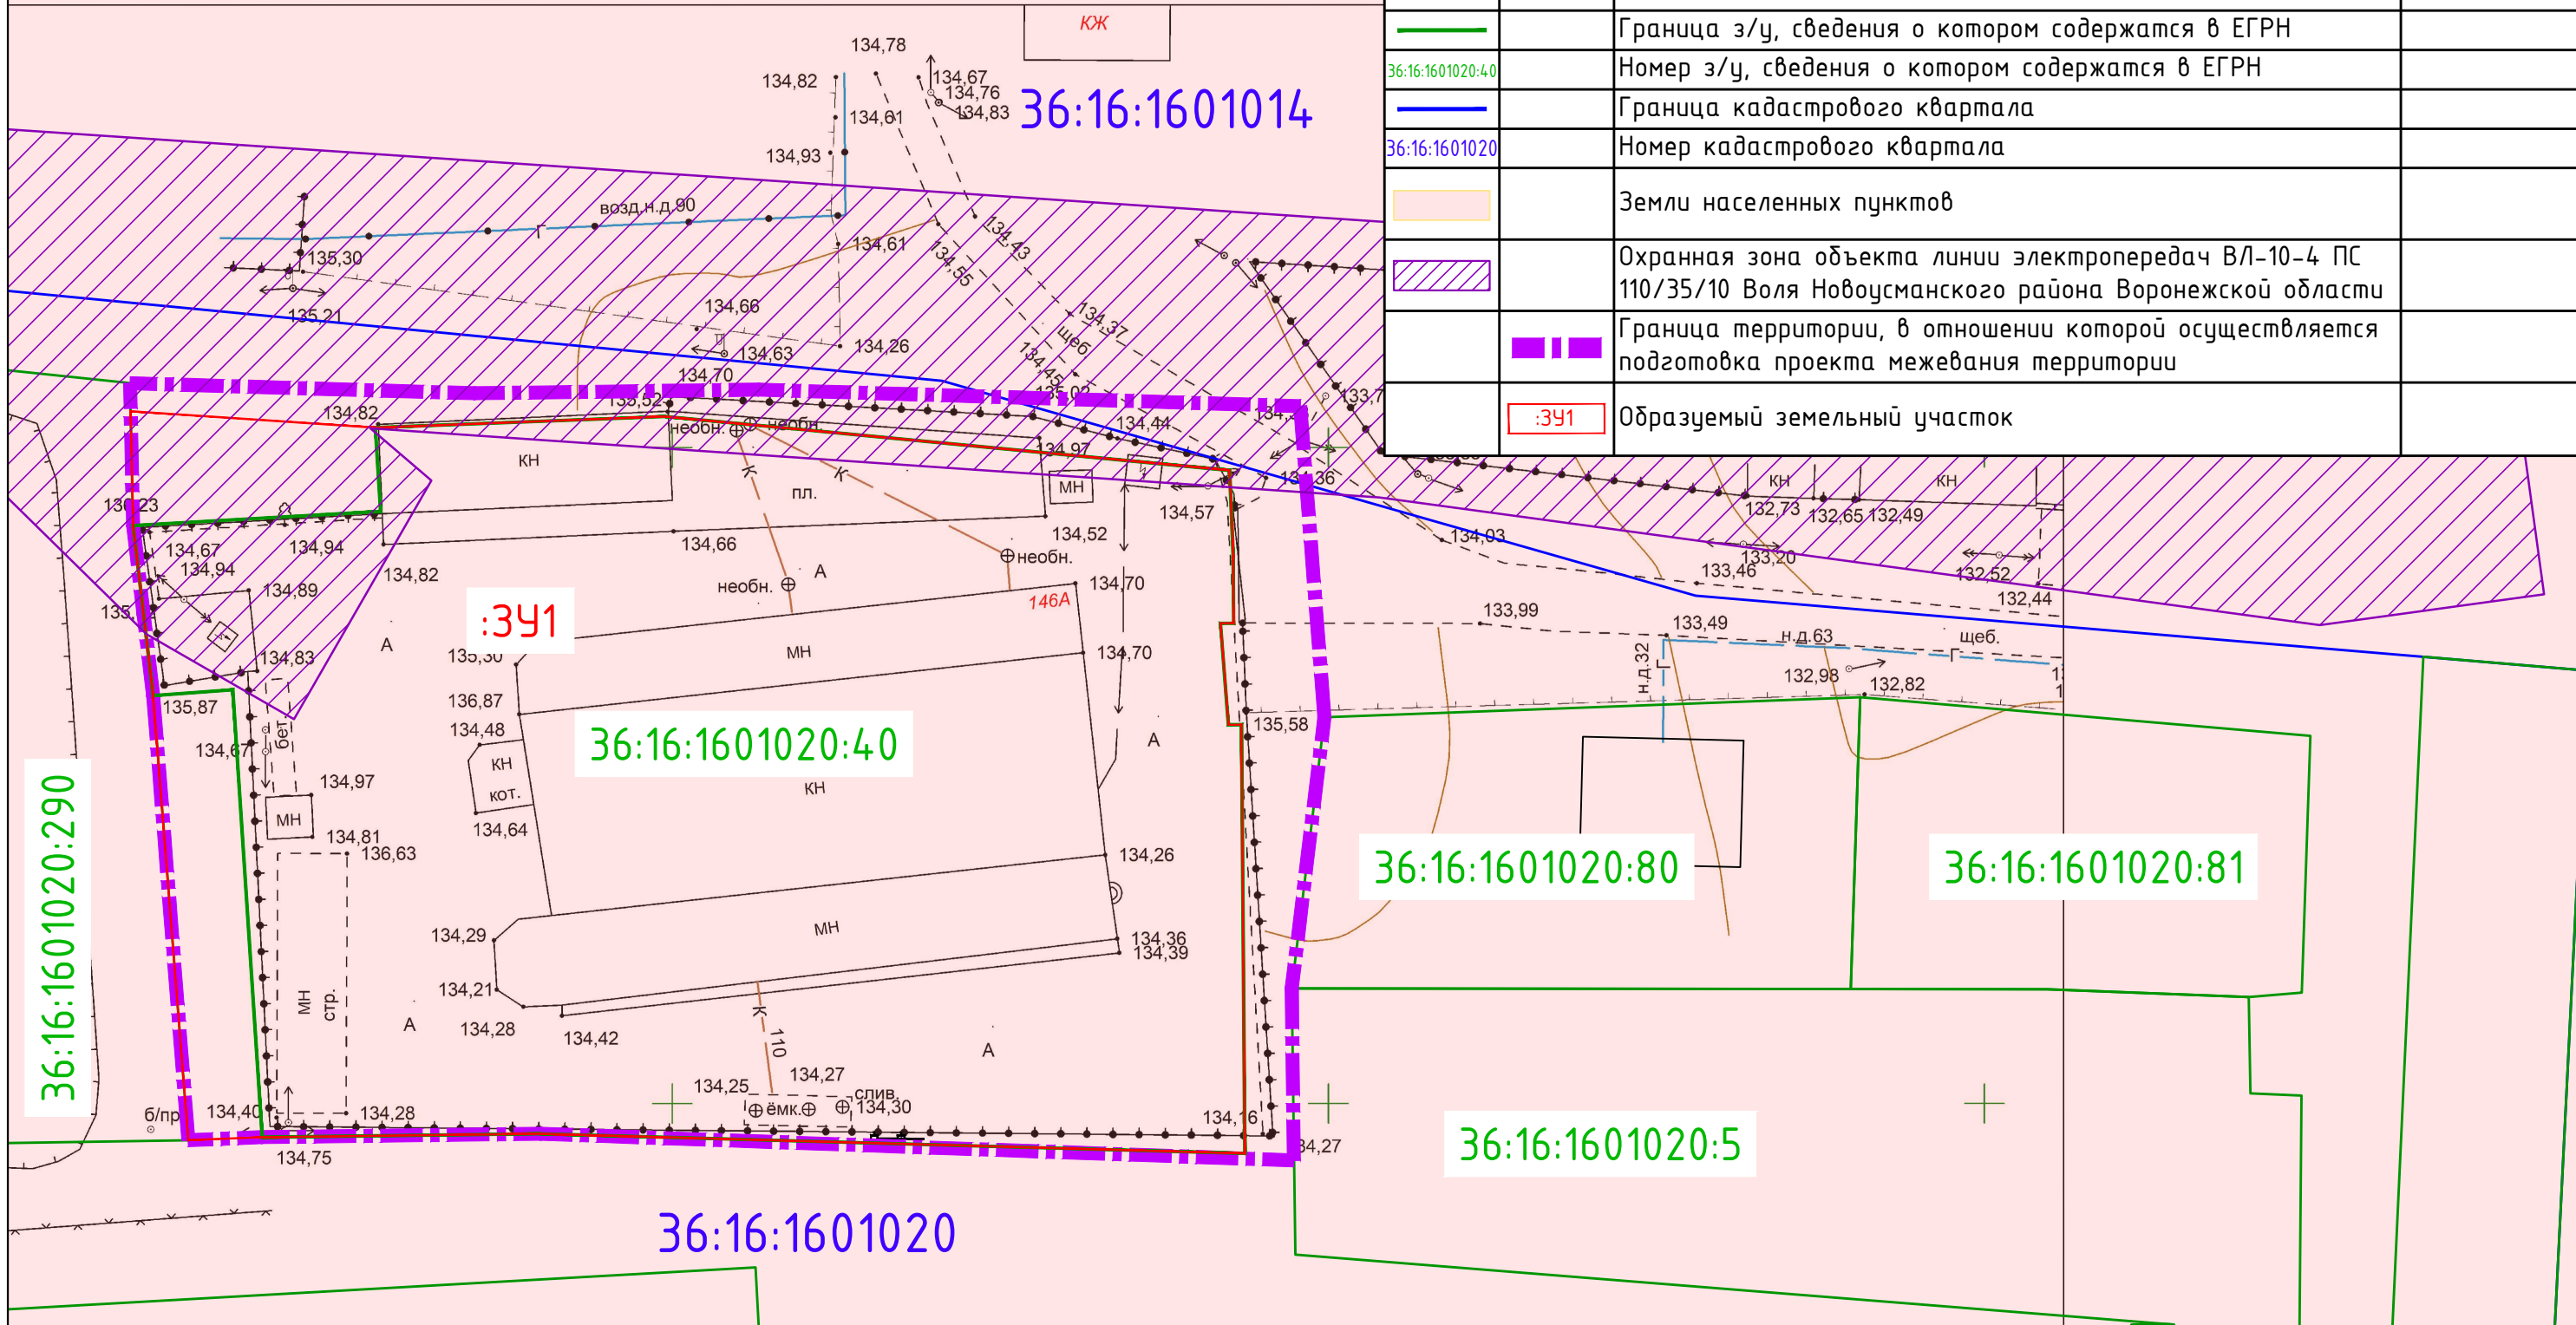 КЖ
Граница з/у, сведения о котором содержатся в ЕГРН
36:16:1601020:40
Номер з/у, сведения о котором содержатся в ЕГРН
Граница кадастрового квартала
36:16:1601020
Номер кадастрового квартала
Земли населенных пунктов
Охранная зона объекта линии электропередач ВЛ-10-4 ПС
110/35/10 Воля Новоусманского района Воронежской области
Граница территории, в отношении которой осуществляется
подготовка проекта межевания территории
:ЗУ1
Образуемый земельный участок
134,78
134,82
134,67
134,76
134,83
134,61
36:16:1601014
134,93
возд.н.д.90
Г
134,61
134,43
134,55
135,30
135,21
134,66
134,63
134,26
134,37
щеб.
134,45
134,70
134,82
135,52
135,02
134,44
необн.
необн.
134,97
КН
К
К
пл.
МН
134,36
134,57
134,52
КН
КН
132,73
132,65
132,49
134,67
134,94
134,94
134,66
необн.
134,03
133,20
133,46
132,52
132,44
134,82
134,89
необн.
А
134,70
146А
:ЗУ1
133,99
133,49
н.д.63
щеб.
Г
А
134,83
135,30
МН
134,70
н.д.32
Г
132,98
132,82
135,87
136,87
134,48
135,58
134,67
бет
36:16:1601020:40
А
134,97
КН
кот.
КН
МН
134,64
134,81
136,63
134,26
36:16:1601020:290
36:16:1601020:80
36:16:1601020:81
134,29
МН
134,36
134,39
134,21
МН
стр.
134,28
134,42
К
110
А
А
134,27
134,25
слив.
ёмк.
134,30
б/пр
134,40
134,28
134,16
134,75
36:16:1601020:5
36:16:1601020